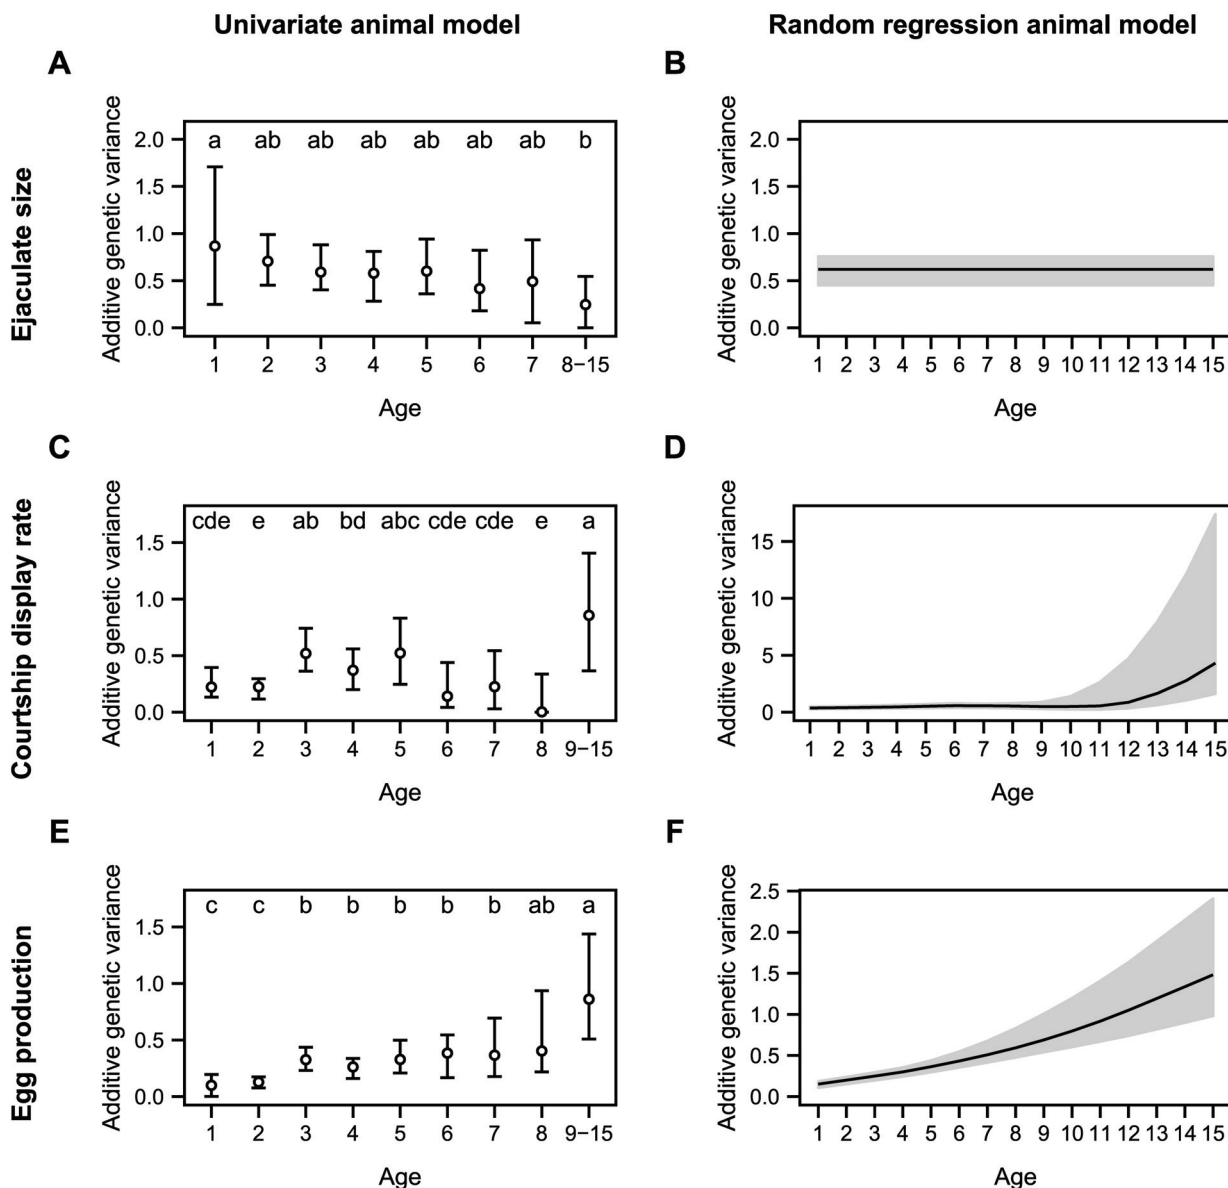 Univariate animal model
Random regression animal model
A
B
Ejaculate size
Additive genetic variance
2.0
1.5
1.0
0.5
0.0
a ab ab ab ab ab ab b
1 2 3 4 5 6 7 8−15
Age
Additive genetic variance
2.0
1.5
1.0
0.5
0.0
1 2 3 4 5 6 7 8 9 10 11 12 13 14 15
Age
C
D
Courtship display rate
Additive genetic variance
1.5
1.0
0.5
0.0
cde e ab bd abc cde cde e a
1 2 3 4 5 6 7 8 9−15
Age
Additive genetic variance
15
10
5
0
1 2 3 4 5 6 7 8 9 10 11 12 13 14 15
Age
E
F
Egg production
Additive genetic variance
1.5
1.0
0.5
0.0
c c b b b b b ab a
1 2 3 4 5 6 7 8 9−15
Age
Additive genetic variance
2.5
2.0
1.5
1.0
0.5
0.0
1 2 3 4 5 6 7 8 9 10 11 12 13 14 15
Age